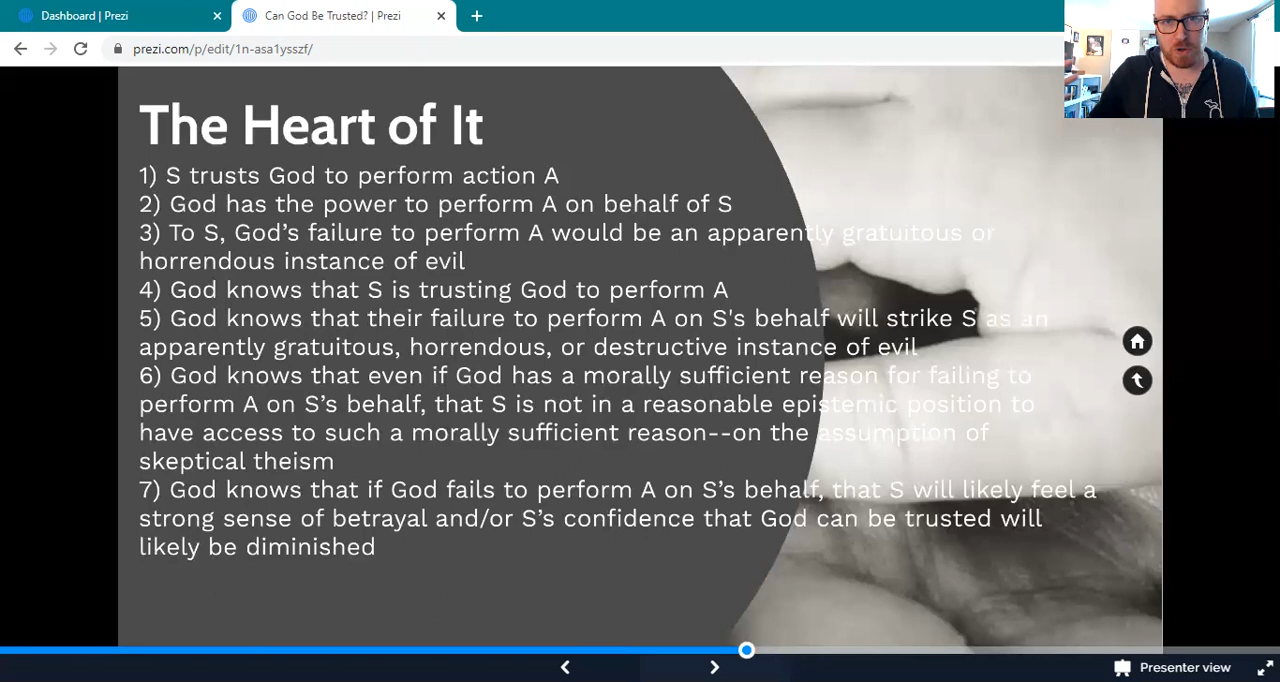 Dashboard | Prezi
Can God Be Trusted? | Prezi
prezi.com/p/edit/1n-asa1ysszf/
The Heart of It
1) S trusts God to perform action A
2) God has the power to perform A on behalf of S
3) To S, God’s failure to perform A would be an apparently gratuitous or
horrendous instance of evil
4) God knows that S is trusting God to perform A
5) God knows that their failure to perform A on S's behalf will strike S as an
apparently gratuitous, horrendous, or destructive instance of evil
6) God knows that even if God has a morally sufficient reason for failing to
perform A on S’s behalf, that S is not in a reasonable epistemic position to
have access to such a morally sufficient reason--on the assumption of
skeptical theism
7) God knows that if God fails to perform A on S’s behalf, that S will likely feel a
strong sense of betrayal and/or S’s confidence that God can be trusted will
likely be diminished
Presenter view